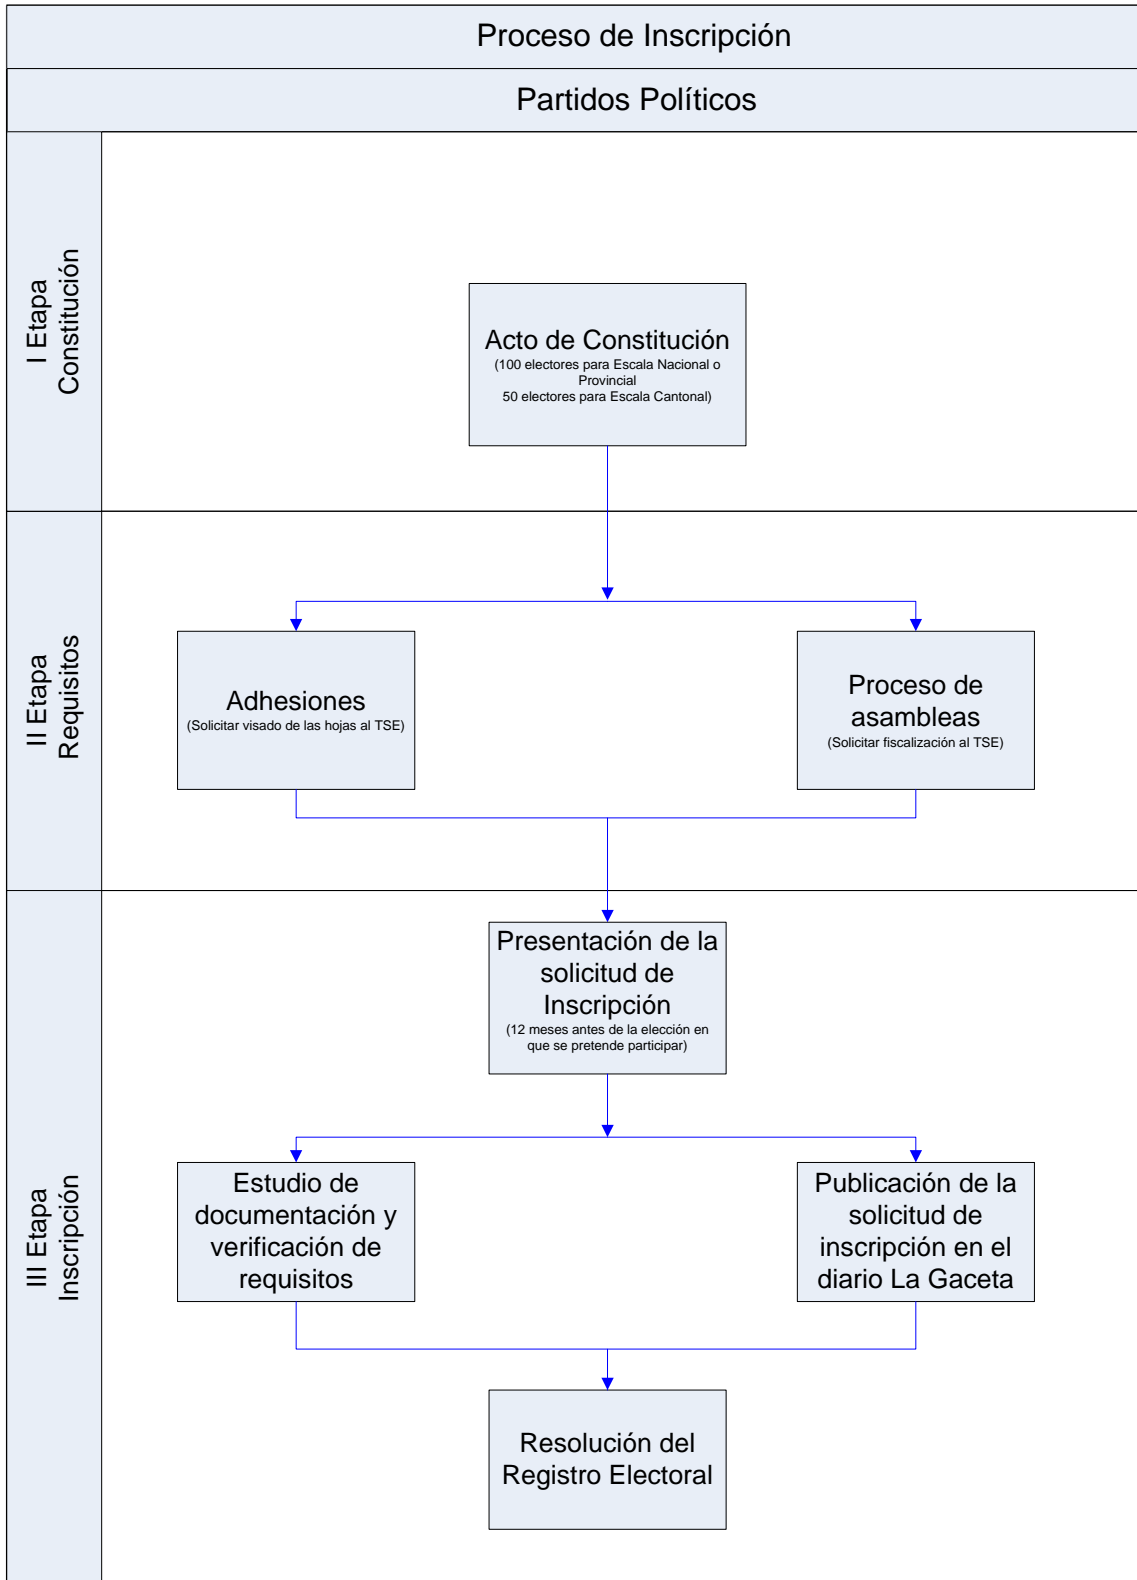 Proceso de Inscripción
Partidos Políticos
I Etapa
Constitución
Acto de Constitución
(100 electores para Escala Nacional o
Provincial
50 electores para Escala Cantonal)
II Etapa
Requisitos
Adhesiones
(Solicitar visado de las hojas al TSE)
Proceso de
asambleas
(Solicitar fiscalización al TSE)
III Etapa
Inscripción
Presentación de la
solicitud de
Inscripción
(12 meses antes de la elección en
que se pretende participar)
Estudio de
documentación y
verificación de
requisitos
Publicación de la
solicitud de
inscripción en el
diario La Gaceta
Resolución del
Registro Electoral